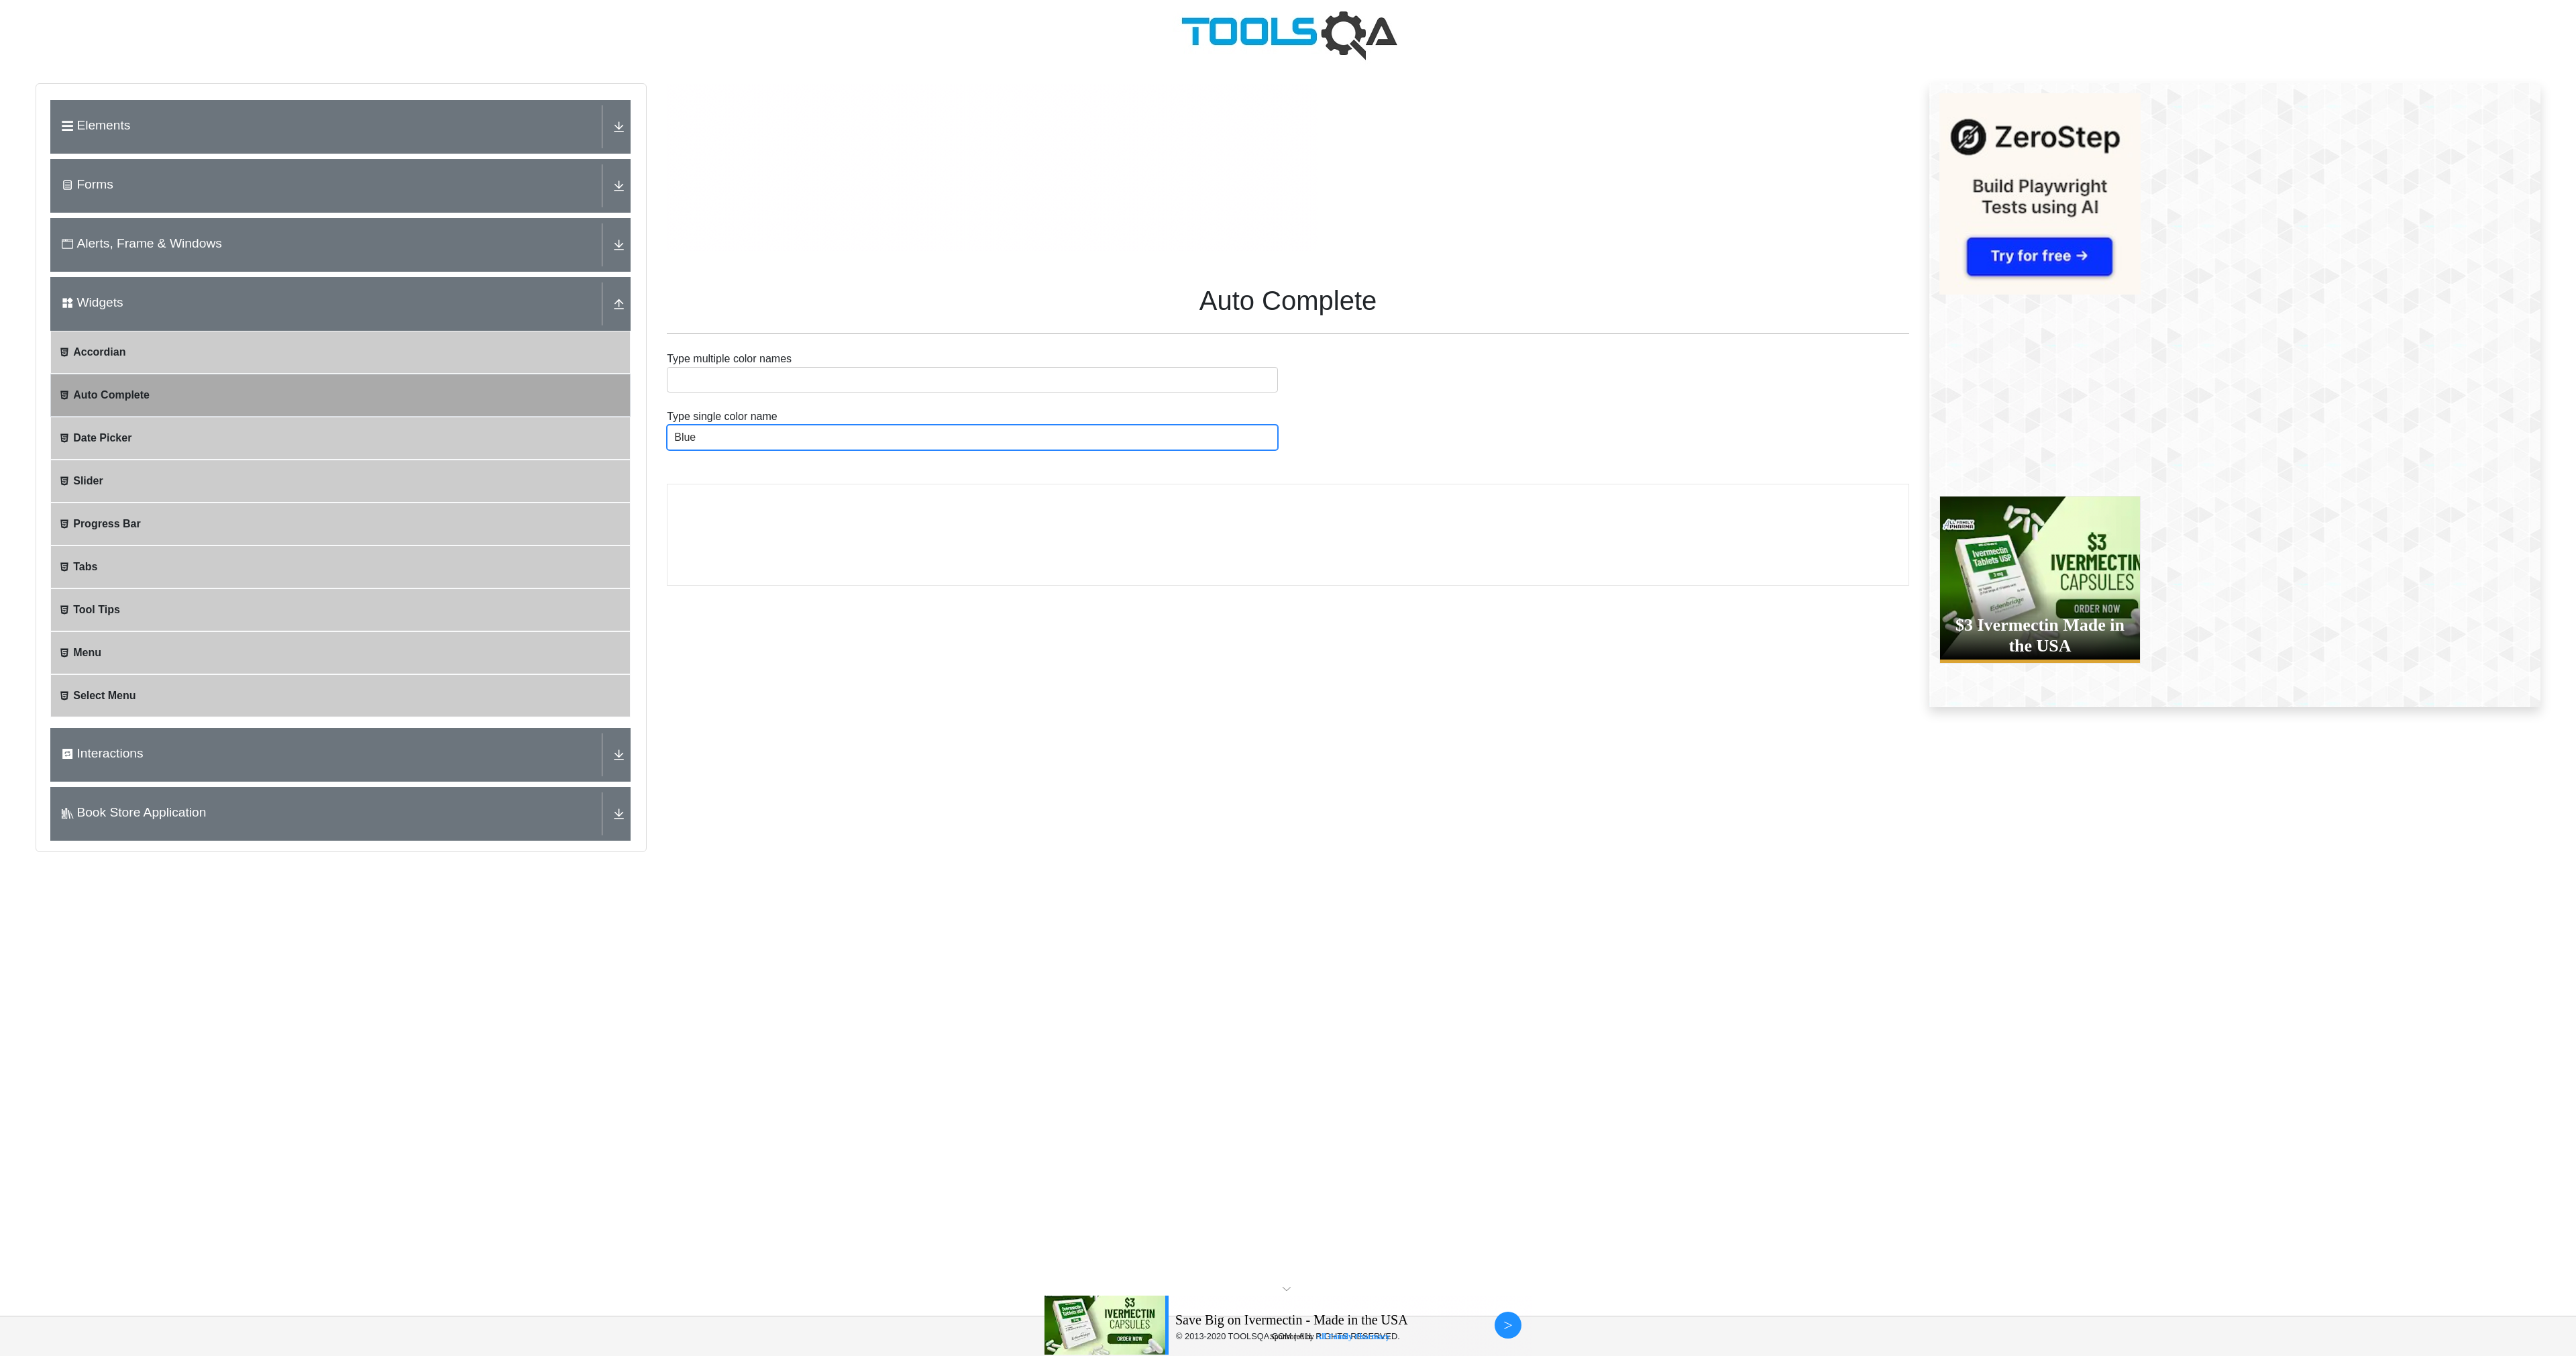 TOOLSQA
Elements
Forms
Alerts, Frame & Windows
Widgets
Accordian
Auto Complete
Date Picker
Slider
Progress Bar
Tabs
Tool Tips
Menu
Select Menu
Interactions
Book Store Application
Auto Complete
Type multiple color names
Type single color name
Blue
ZeroStep
Build Playwright
Tests using AI
Try for free →
$3
IVERMECTIN
CAPSULES
ORDER NOW
Ivermectin
Tablets USP
3 mg
Edenbridge
$3 Ivermectin Made in
the USA
$3
IVERMECTIN
CAPSULES
ORDER NOW
Save Big on Ivermectin - Made in the USA
© 2013-2020 TOOLSQA.COM | ALL RIGHTS RESERVED.
>